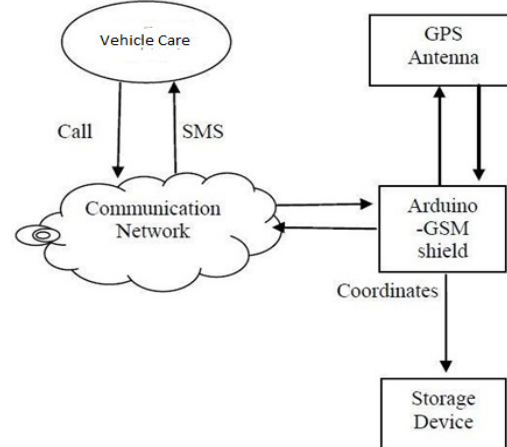 Vehicle Care
GPS
Antenna
Call
SMS
Communication
Network
Arduino
-GSM
shield
Coordinates
Storage
Device